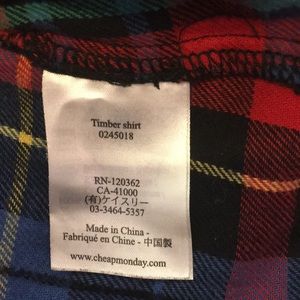 Timber shirt
0245018
RN-120362
CA-41000
(有)ケイスリー
03-3464-5357
Made in China -
Fabriqué en Chine - 中国製
www.cheapmonday.com